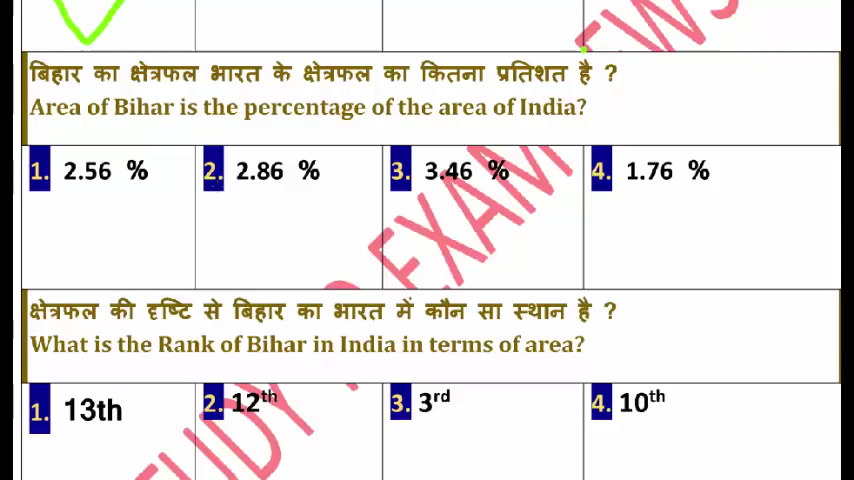 बिहार का क्षेत्रफल भारत के क्षेत्रफल का कितना प्रतिशत है ?
Area of Bihar is the percentage of the area of India?
1. 2.56 % 2. 2.86 % 3. 3.46 % 4. 1.76 %
क्षेत्रफल की दृष्टि से बिहार का भारत में कौन सा स्थान है ?
What is the Rank of Bihar in India in terms of area?
1. 13th 2. 12th 3. 3rd 4. 10th